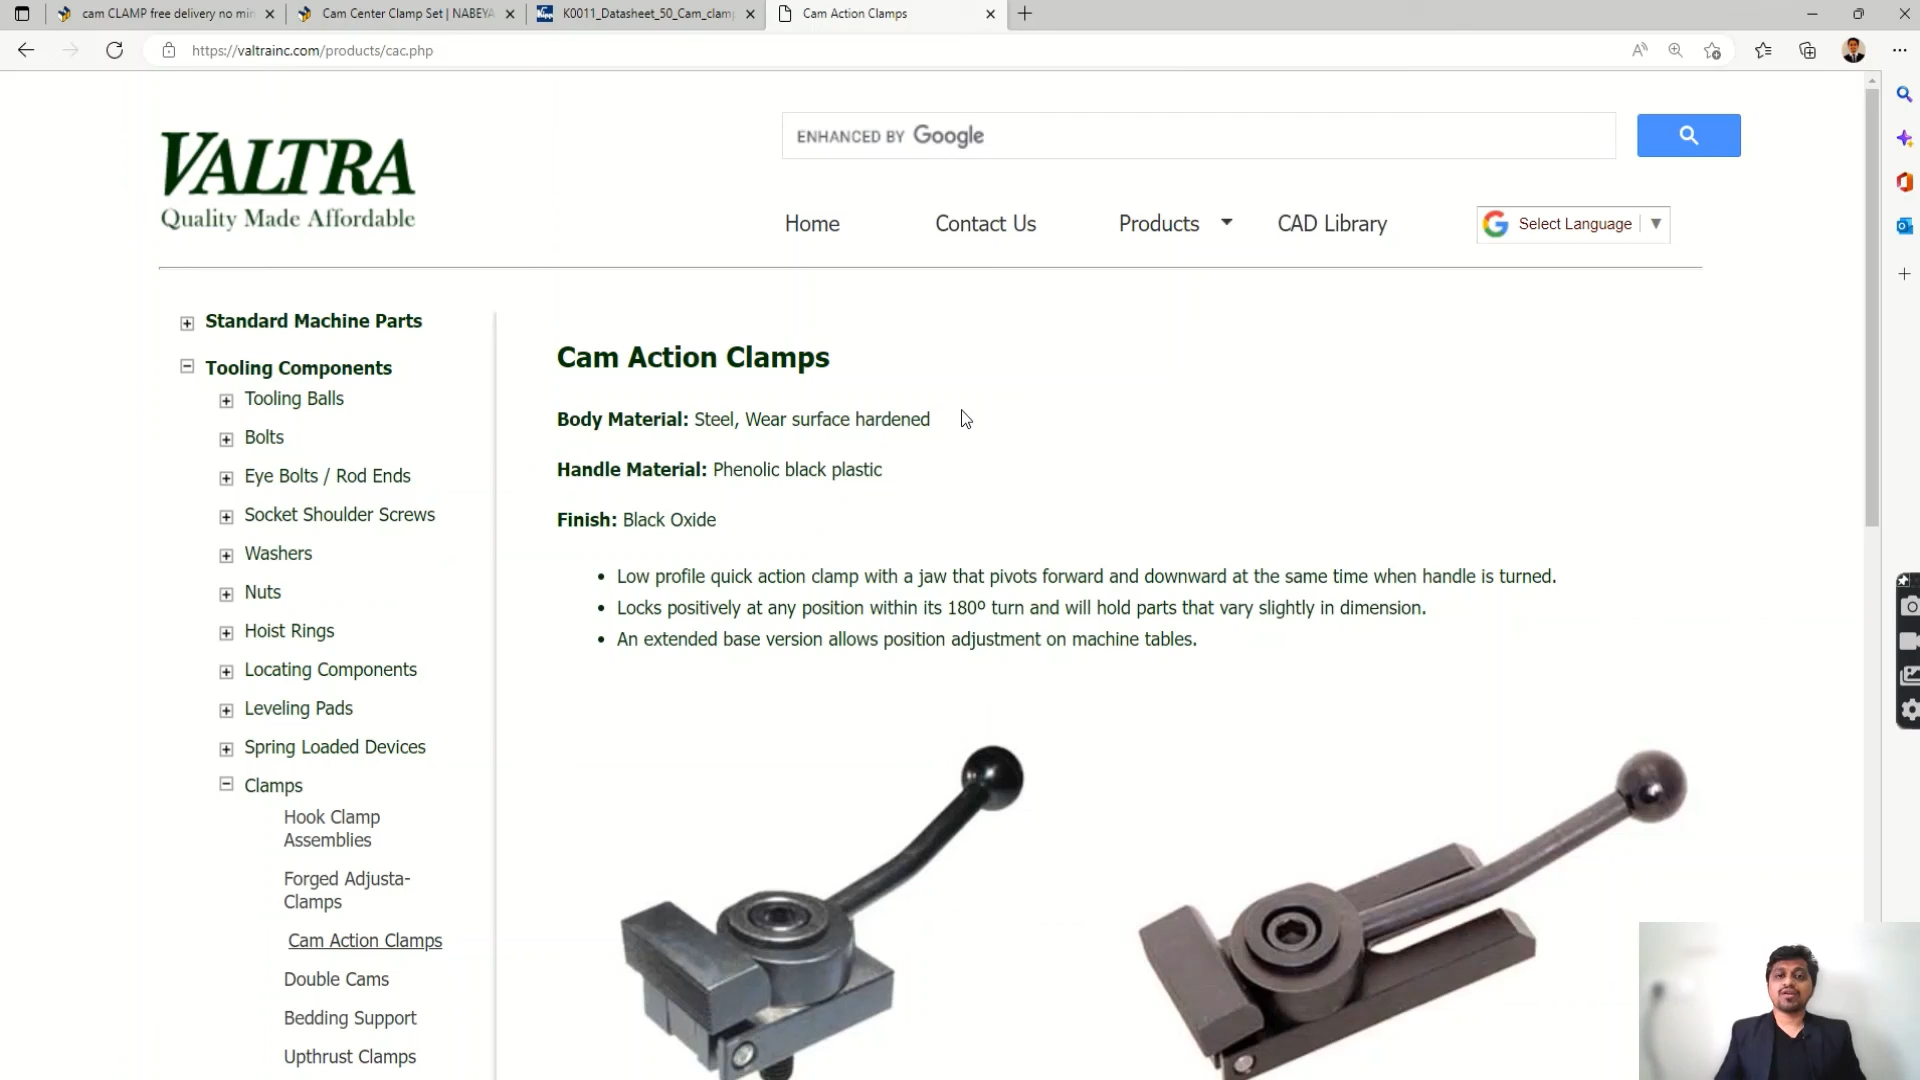 cam CLAMP free delivery no min
Cam Center Clamp Set | NABEYA
K0011_Datasheet_50_Cam_clamp
Cam Action Clamps
https://valtrainc.com/products/cac.php
VALTRA
Quality Made Affordable
ENHANCED BY Google
Home
Contact Us
Products
CAD Library
Select Language
Standard Machine Parts
Tooling Components
Tooling Balls
Bolts
Eye Bolts / Rod Ends
Socket Shoulder Screws
Washers
Nuts
Hoist Rings
Locating Components
Leveling Pads
Spring Loaded Devices
Clamps
Hook Clamp
Assemblies
Forged Adjusta-
Clamps
Cam Action Clamps
Double Cams
Bedding Support
Upthrust Clamps
Cam Action Clamps
Body Material: Steel, Wear surface hardened
Handle Material: Phenolic black plastic
Finish: Black Oxide
• Low profile quick action clamp with a jaw that pivots forward and downward at the same time when handle is turned.
• Locks positively at any position within its 180º turn and will hold parts that vary slightly in dimension.
• An extended base version allows position adjustment on machine tables.